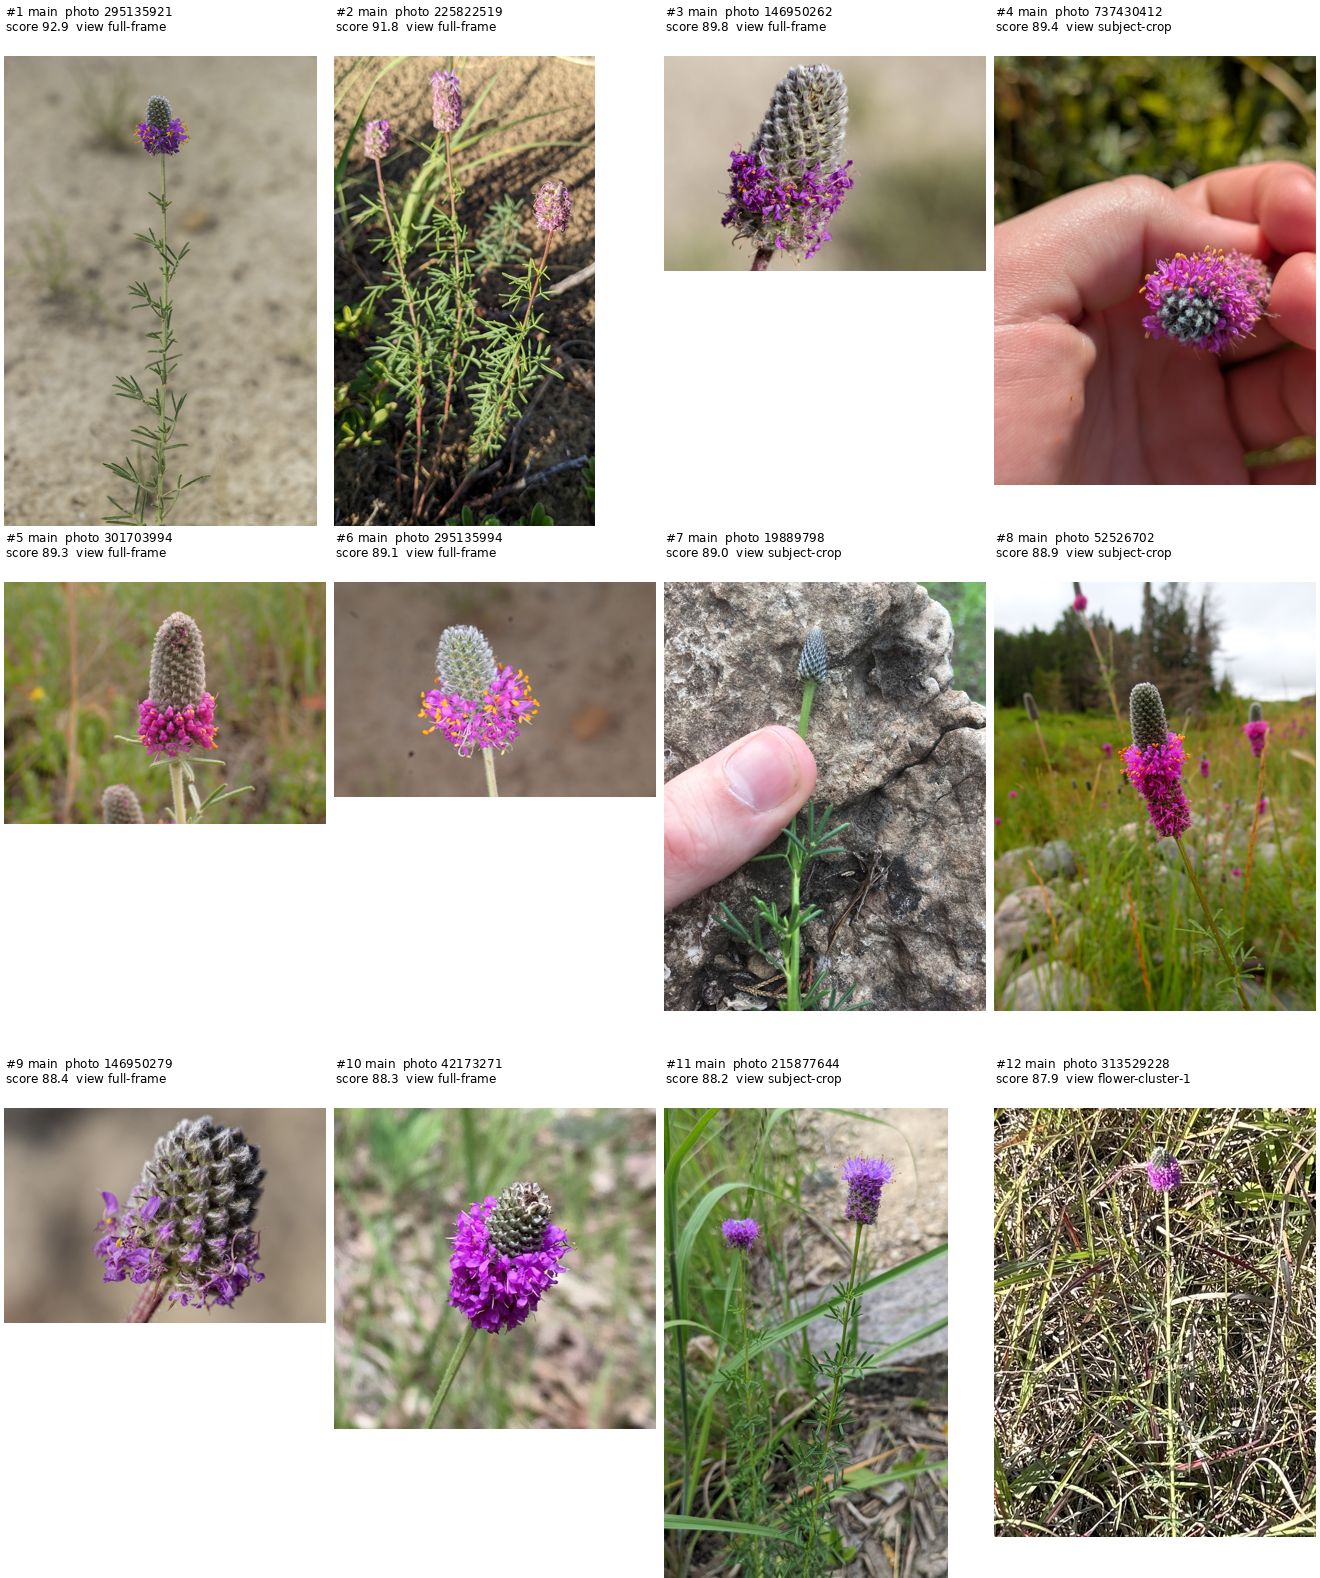 #1 main  photo 295135921
score 92.9  view full-frame
#2 main  photo 225822519
score 91.8  view full-frame
#3 main  photo 146950262
score 89.8  view full-frame
#4 main  photo 737430412
score 89.4  view subject-crop
#5 main  photo 301703994
score 89.3  view full-frame
#6 main  photo 295135994
score 89.1  view full-frame
#7 main  photo 19889798
score 89.0  view subject-crop
#8 main  photo 52526702
score 88.9  view subject-crop
#9 main  photo 146950279
score 88.4  view full-frame
#10 main  photo 42173271
score 88.3  view full-frame
#11 main  photo 215877644
score 88.2  view subject-crop
#12 main  photo 313529228
score 87.9  view flower-cluster-1